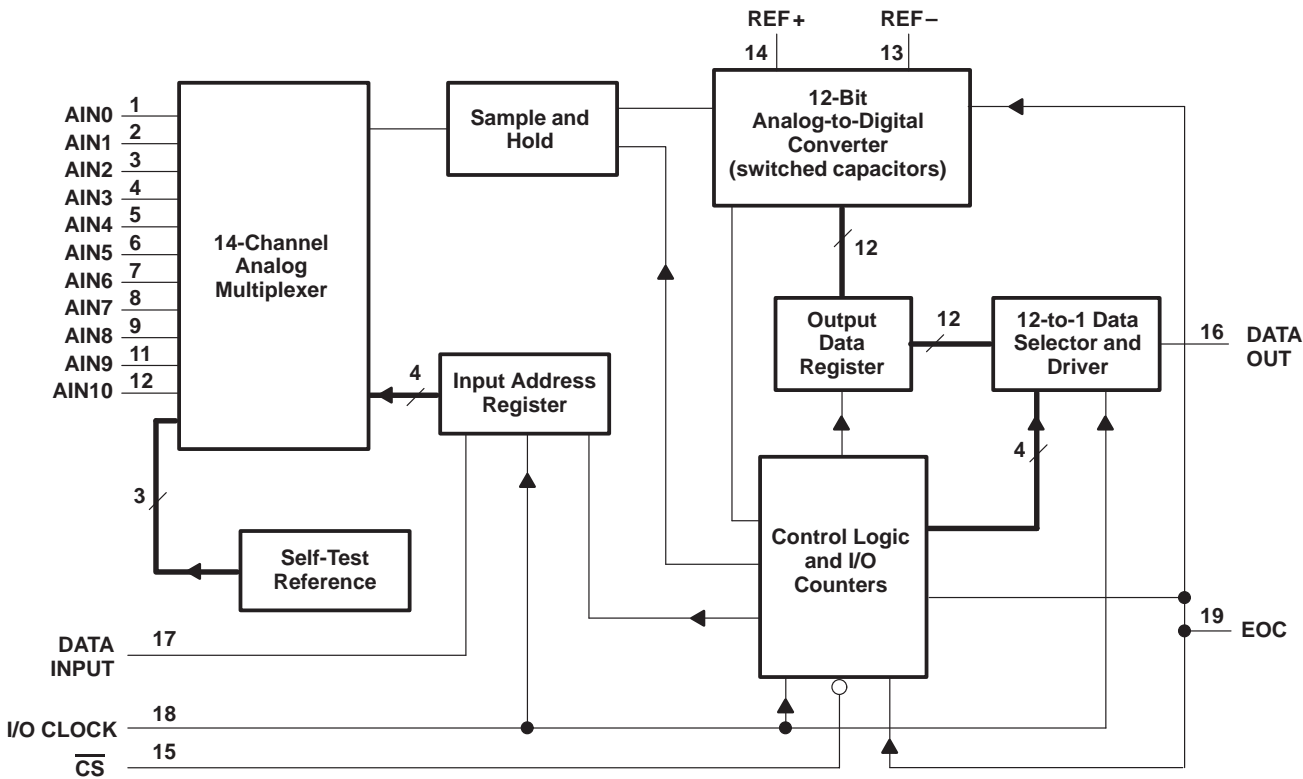 REF+
REF–
14
13
12-Bit
Analog-to-Digital
Converter
(switched capacitors)
Sample and
Hold
AIN0
1
AIN1
2
AIN2
3
AIN3
4
AIN4
5
AIN5
6
AIN6
7
AIN7
8
AIN8
9
AIN9
11
AIN10
12
14-Channel
Analog
Multiplexer
12
Output
Data
Register
12
12-to-1 Data
Selector and
Driver
16
DATA
OUT
4
Input Address
Register
4
3
Self-Test
Reference
Control Logic
and I/O
Counters
19
EOC
DATA
INPUT
17
I/O CLOCK
18
CS
15